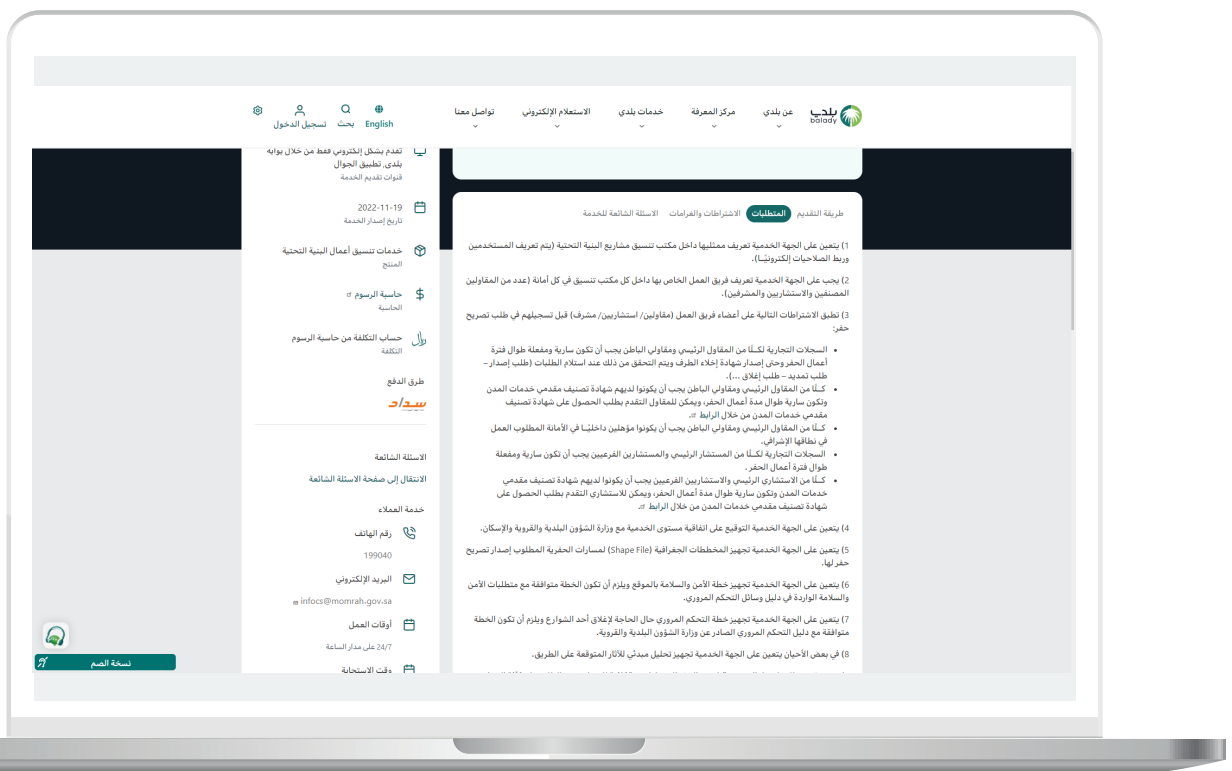 بلدي
balady
عن بلدي
مركز المعرفة
خدمات بلدي
الاستعلام الإلكتروني
تواصل معنا
English
بحث
تسجيل الدخول
طريقة التقديم
المتطلبات
الاشتراطات والغرامات
الاسئلة الشائعة للخدمة
1) يتعين على الجهة الخدمية تعريف ممثليها داخل مكتب تنسيق مشاريع البنية التحتية (يتم تعريف المستخدمين
وربط الصلاحيات إلكترونيًـا).
2) يجب على الجهة الخدمية تعريف فريق العمل الخاص بها داخل كل مكتب تنسيق في كل أمانة (عدد من المقاولين
المصنفين والاستشاريين والمشرفين).
3) تطبق الاشتراطات التالية على أعضاء فريق العمل (مقاولين/ استشاريين/ مشرف) قبل تسجيلهم في طلب تصريح
حفر:
• السجلات التجارية لكـلًا من المقاول الرئيسي ومقاولي الباطن يجب أن تكون سارية ومفعلة طوال فترة
أعمال الحفر وحتى إصدار شهادة إخلاء الطرف ويتم التحقق من ذلك عند استلام الطلبات (طلب إصدار –
طلب تمديد – طلب إغلاق ...).
• كـلًا من المقاول الرئيسي ومقاولي الباطن يجب أن يكونوا لديهم شهادة تصنيف مقدمي خدمات المدن
وتكون سارية طوال مدة أعمال الحفر، ويمكن للمقاول التقدم بطلب الحصول على شهادة تصنيف
مقدمي خدمات المدن من خلال الرابط.
• كـلًا من المقاول الرئيسي ومقاولي الباطن يجب أن يكونوا مؤهلين داخليًـا في الأمانة المطلوب العمل
في نطاقها الإشرافي.
• السجلات التجارية لكـلًا من المستشار الرئيسي والمستشارين الفرعيين يجب أن تكون سارية ومفعلة
طوال فترة أعمال الحفر .
• كـلًا من الاستشاري الرئيسي والاستشاريين الفرعيين يجب أن يكونوا لديهم شهادة تصنيف مقدمي
خدمات المدن وتكون سارية طوال مدة أعمال الحفر، ويمكن للاستشاري التقدم بطلب الحصول على
شهادة تصنيف مقدمي خدمات المدن من خلال الرابط.
4) يتعين على الجهة الخدمية التوقيع على اتفاقية مستوى الخدمية مع وزارة الشؤون البلدية والقروية والإسكان.
5) يتعين على الجهة الخدمية تجهيز المخططات الجغرافية (Shape File) لمسارات الحفرية المطلوب إصدار تصريح
حفر لها.
6) يتعين على الجهة الخدمية تجهيز خطة الأمن والسلامة بالموقع ويلزم أن تكون الخطة متوافقة مع متطلبات الأمن
والسلامة الواردة في دليل وسائل التحكم المروري.
7) يتعين على الجهة الخدمية تجهيز خطة التحكم المروري حال الحاجة لإغلاق أحد الشوارع ويلزم أن تكون الخطة
متوافقة مع دليل التحكم المروري الصادر عن وزارة الشؤون البلدية والقروية.
8) في بعض الأحيان يتعين على الجهة الخدمية تجهيز تحليل مبدئي للآثار المتوقعة على الطريق.
تقدم بشكل إلكتروني فقط من خلال بوابة
بلدي, تطبيق الجوال
قنوات تقديم الخدمة
2022-11-19
تاريخ إصدار الخدمة
خدمات تنسيق أعمال البنية التحتية
المنتج
حاسبة الرسوم
الحاسبة
حساب التكلفة من حاسبة الرسوم
التكلفة
طرق الدفع
سداد
الاسئلة الشائعة
الانتقال إلى صفحة الاسئلة الشائعة
خدمة العملاء
رقم الهاتف
199040
البريد الإلكتروني
infocs@momrah.gov.sa
أوقات العمل
24/7 على مدار الساعة
وقت الاستجابة
نسخة الصم